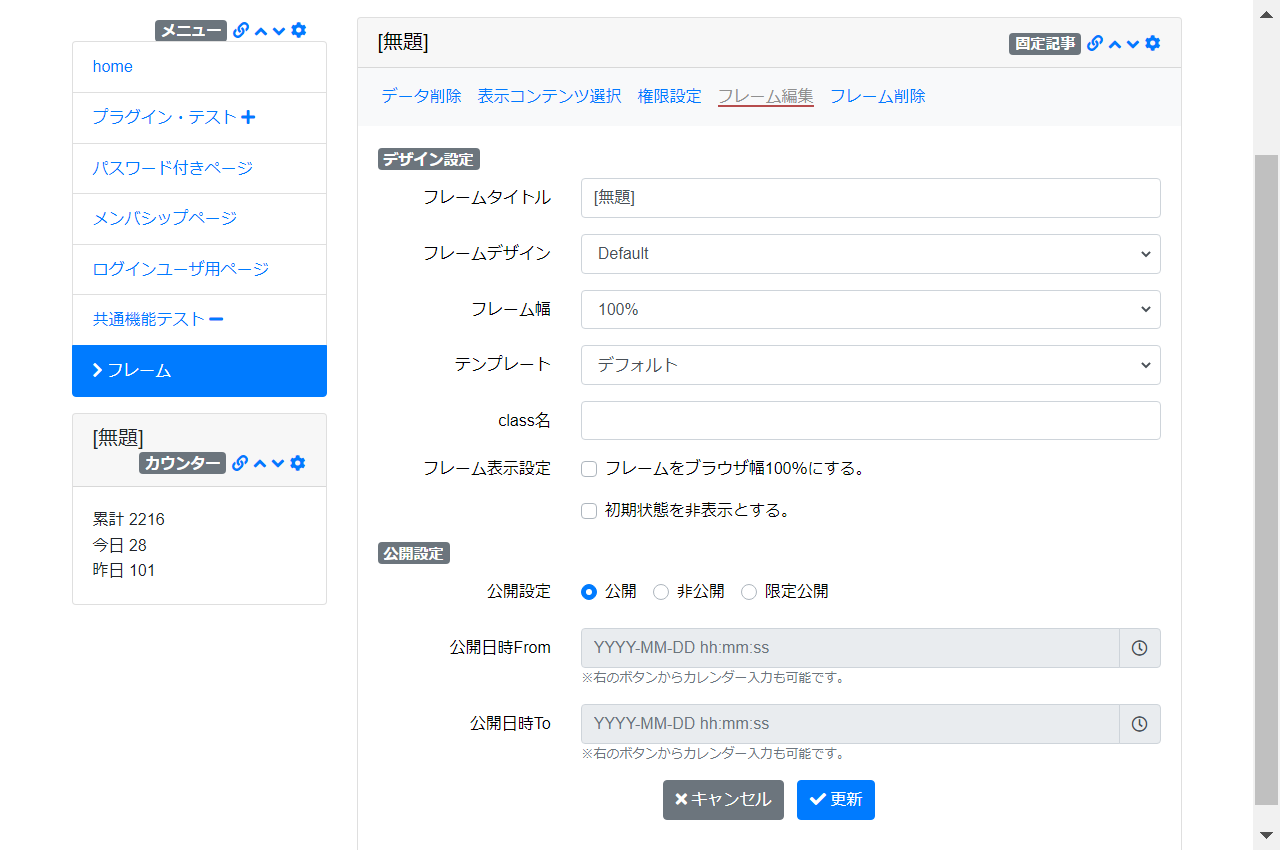 メニュー
home
プラグイン・テスト
パスワード付きページ
メンバシップページ
ログインユーザ用ページ
共通機能テスト
フレーム
[無題]
カウンター
累計 2216
今日 28
昨日 101
[無題]
固定記事
データ削除 表示コンテンツ選択 権限設定 フレーム編集 フレーム削除
デザイン設定
フレームタイトル [無題]
フレームデザイン Default
フレーム幅 100%
テンプレート デフォルト
class名
フレーム表示設定 フレームをブラウザ幅100%にする。
初期状態を非表示とする。
公開設定
公開設定 公開 非公開 限定公開
公開日時From YYYY-MM-DD hh:mm:ss
※右のボタンからカレンダー入力も可能です。
公開日時To YYYY-MM-DD hh:mm:ss
※右のボタンからカレンダー入力も可能です。
キャンセル 更新